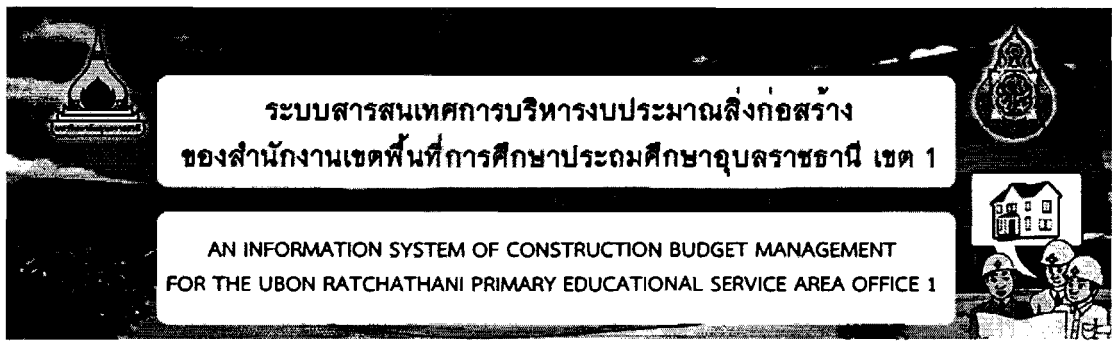 ระบบสารสนเทศการบริหารงบประมาณสิ่งก่อสร้าง
ของสำนักงานเขตพื้นที่การศึกษาประถมศึกษาอุบลราชธานี เขต 1
AN INFORMATION SYSTEM OF CONSTRUCTION BUDGET MANAGEMENT
FOR THE UBON RATCHATHANI PRIMARY EDUCATIONAL SERVICE AREA OFFICE 1